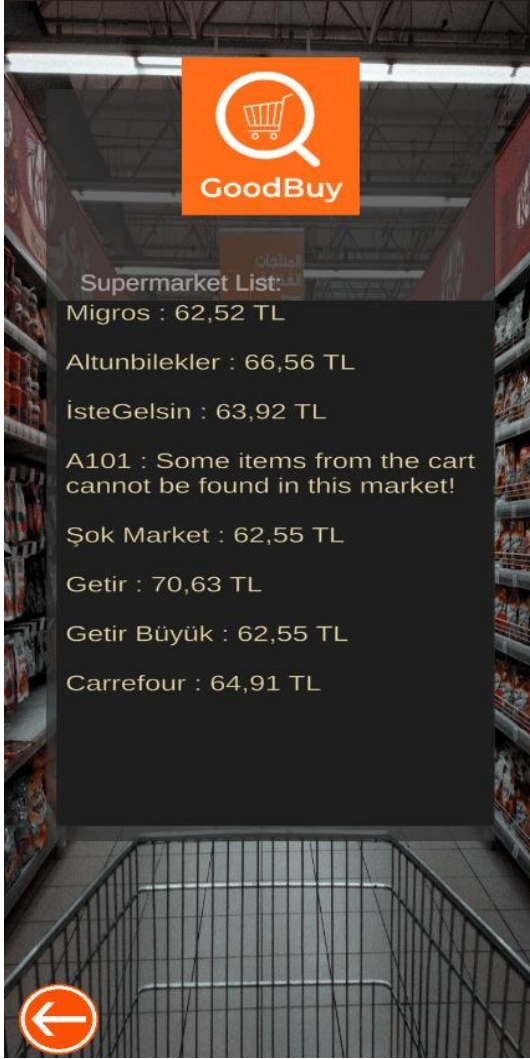 GoodBuy
Supermarket List:
Migros : 62,52 TL
Altunbilekler : 66,56 TL
İsteGelsin : 63,92 TL
A101 : Some items from the cart
cannot be found in this market!
Şok Market : 62,55 TL
Getir : 70,63 TL
Getir Büyük : 62,55 TL
Carrefour : 64,91 TL